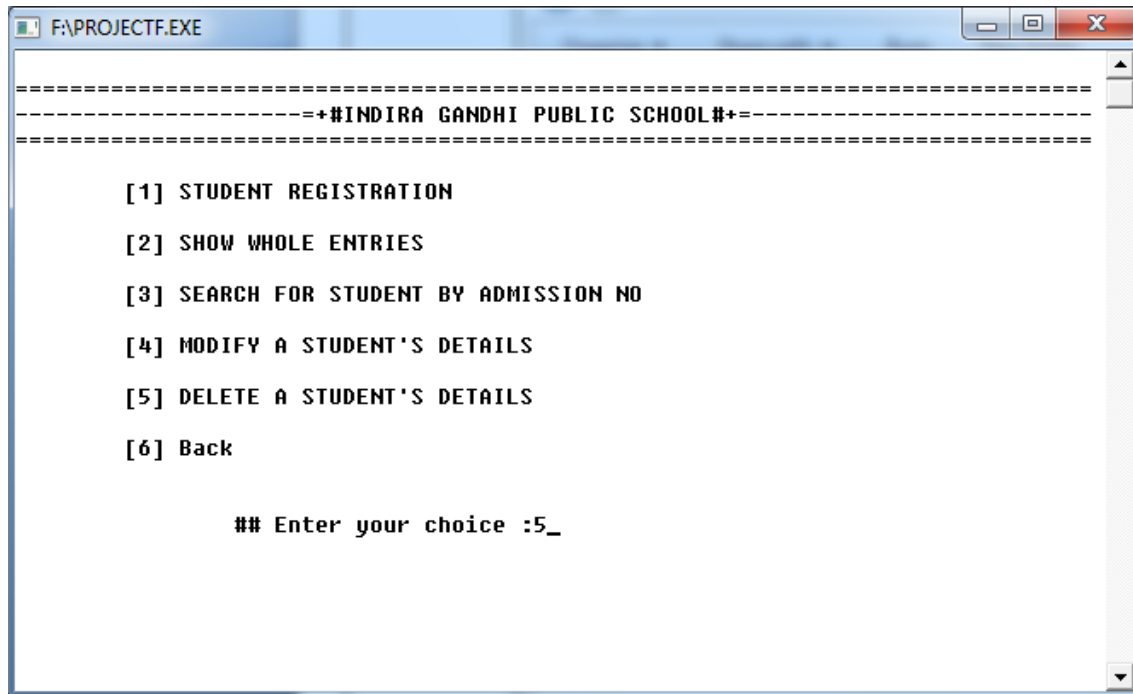 F:\PROJECTF.EXE
===============================================================================
---------------------=+#INDIRA GANDHI PUBLIC SCHOOL#+=-------------------------
===============================================================================
[1] STUDENT REGISTRATION
[2] SHOW WHOLE ENTRIES
[3] SEARCH FOR STUDENT BY ADMISSION NO
[4] MODIFY A STUDENT'S DETAILS
[5] DELETE A STUDENT'S DETAILS
[6] Back
## Enter your choice :5_